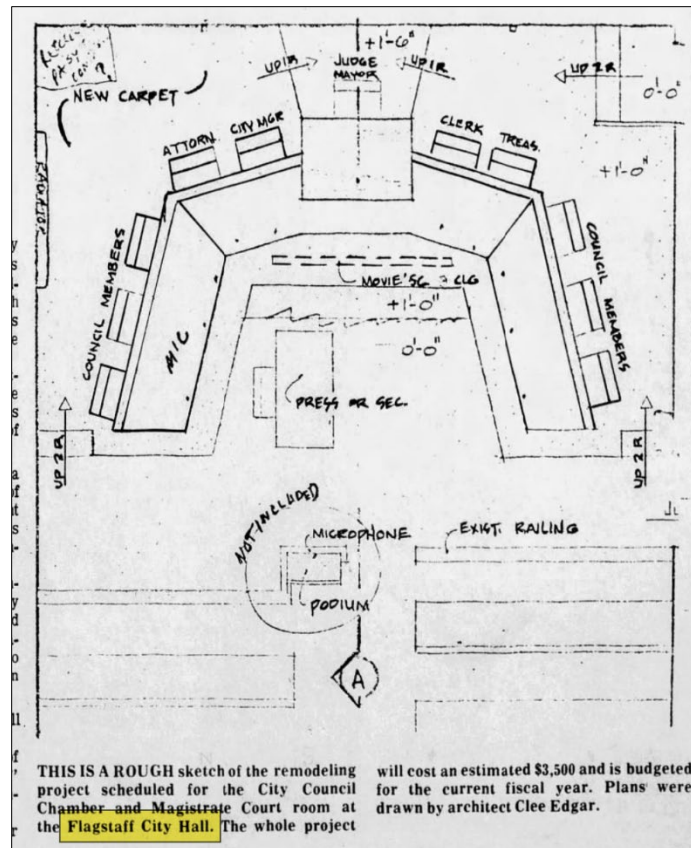 +1'-6"
UP 1R
JUDGE
MAYOR
UP 1R
UP 2R
0'-0"
NEW CARPET
ATTORN.
CITY MGR
CLERK
TREAS.
+1'-0"
RADIATOR
COUNCIL MEMBERS
COUNCIL MEMBERS
MOVIE
CLG
+1'-0"
0'-0"
PRESS OR SEC.
UP 2R
UP 2R
NOT INCLUDED
MICROPHONE
EXIST. RAILING
PODIUM
A
THIS IS A ROUGH sketch of the remodeling
project scheduled for the City Council
Chamber and Magistrate Court room at
the Flagstaff City Hall. The whole project
will cost an estimated $3,500 and is budgeted
for the current fiscal year. Plans were
drawn by architect Clee Edgar.